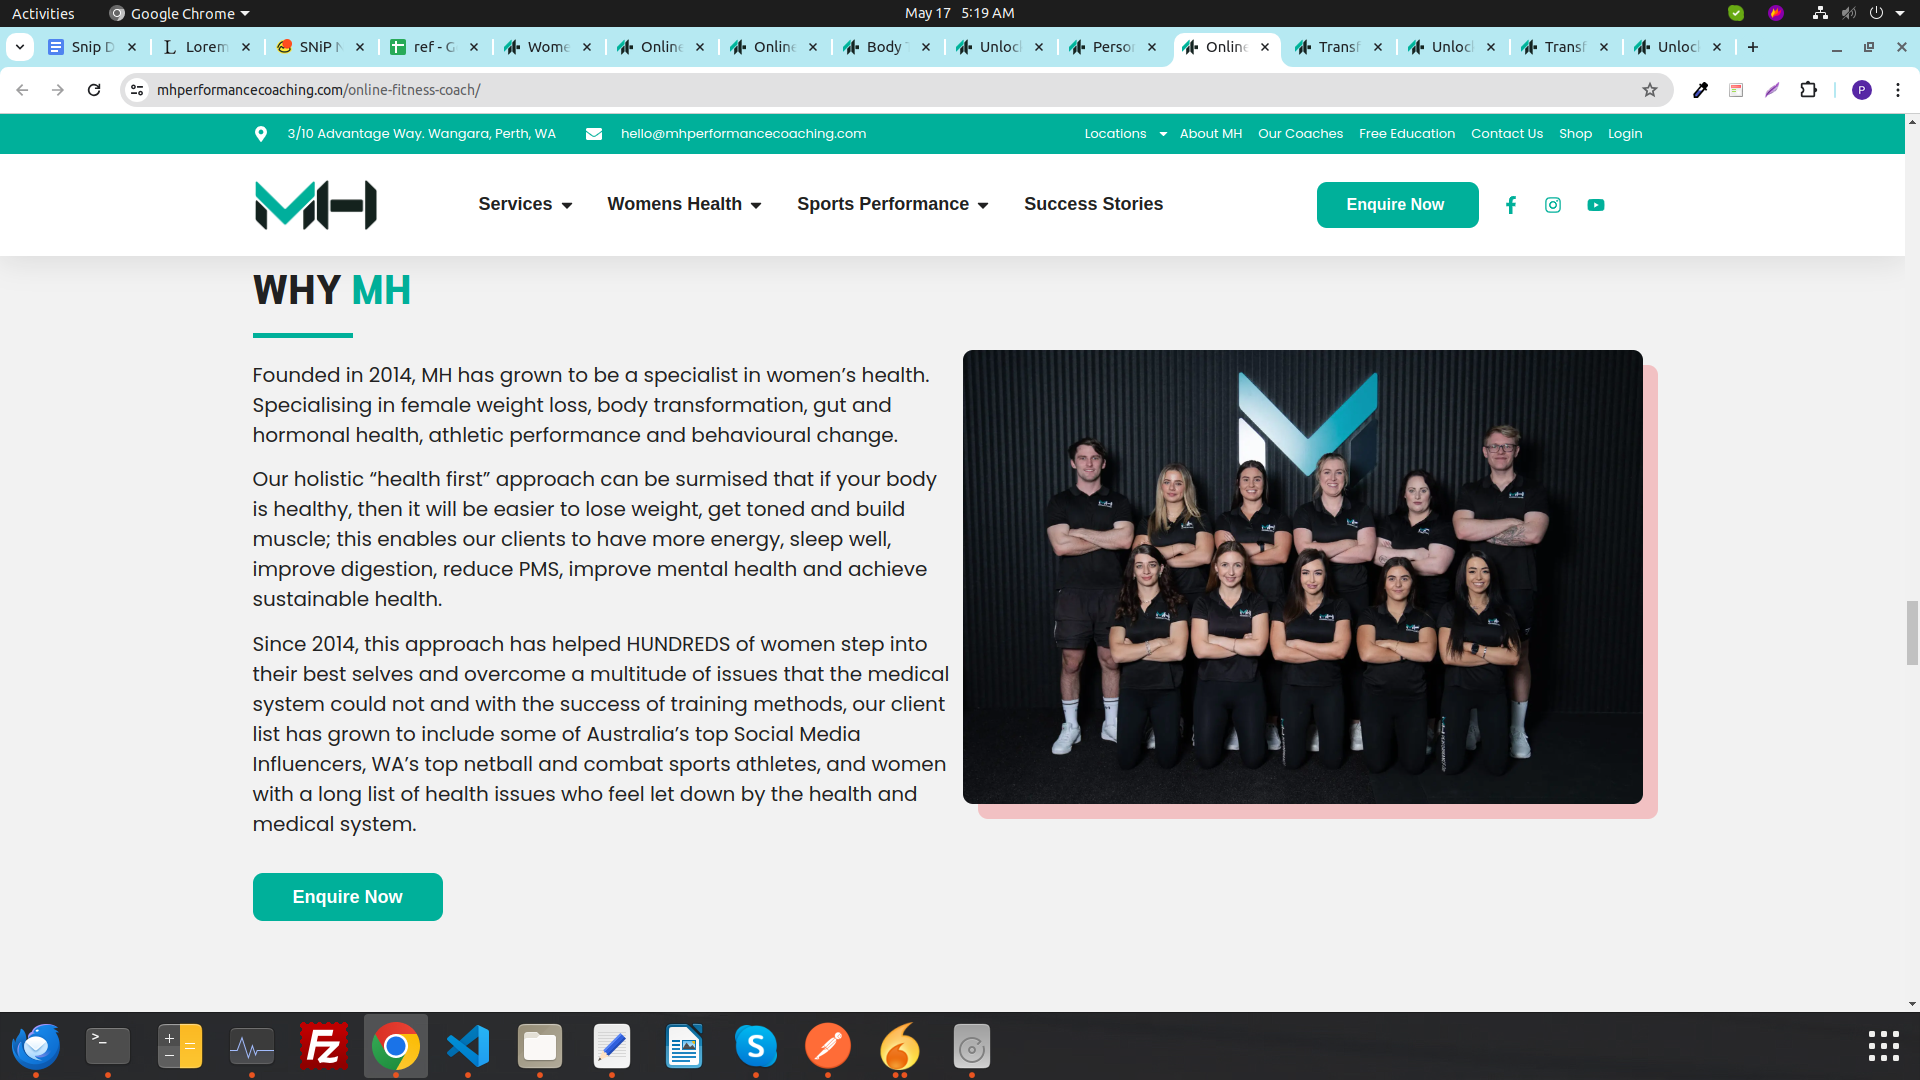 Activities
Google Chrome
May 17 5:19 AM
Snip D
Lorem
SNiP N
ref - G
Wome
Online
Online
Body
Unlocl
Persor
Online
Transf
Unlocl
Transf
Unlocl
mhperformancecoaching.com/online-fitness-coach/
P
3/10 Advantage Way. Wangara, Perth, WA
hello@mhperformancecoaching.com
Locations
About MH
Our Coaches
Free Education
Contact Us
Shop
Login
MH
Services
Womens Health
Sports Performance
Success Stories
Enquire Now
WHY MH
Founded in 2014, MH has grown to be a specialist in women’s health.
Specialising in female weight loss, body transformation, gut and
hormonal health, athletic performance and behavioural change.
Our holistic “health first” approach can be surmised that if your body
is healthy, then it will be easier to lose weight, get toned and build
muscle; this enables our clients to have more energy, sleep well,
improve digestion, reduce PMS, improve mental health and achieve
sustainable health.
Since 2014, this approach has helped HUNDREDS of women step into
their best selves and overcome a multitude of issues that the medical
system could not and with the success of training methods, our client
list has grown to include some of Australia’s top Social Media
Influencers, WA’s top netball and combat sports athletes, and women
with a long list of health issues who feel let down by the health and
medical system.
Enquire Now